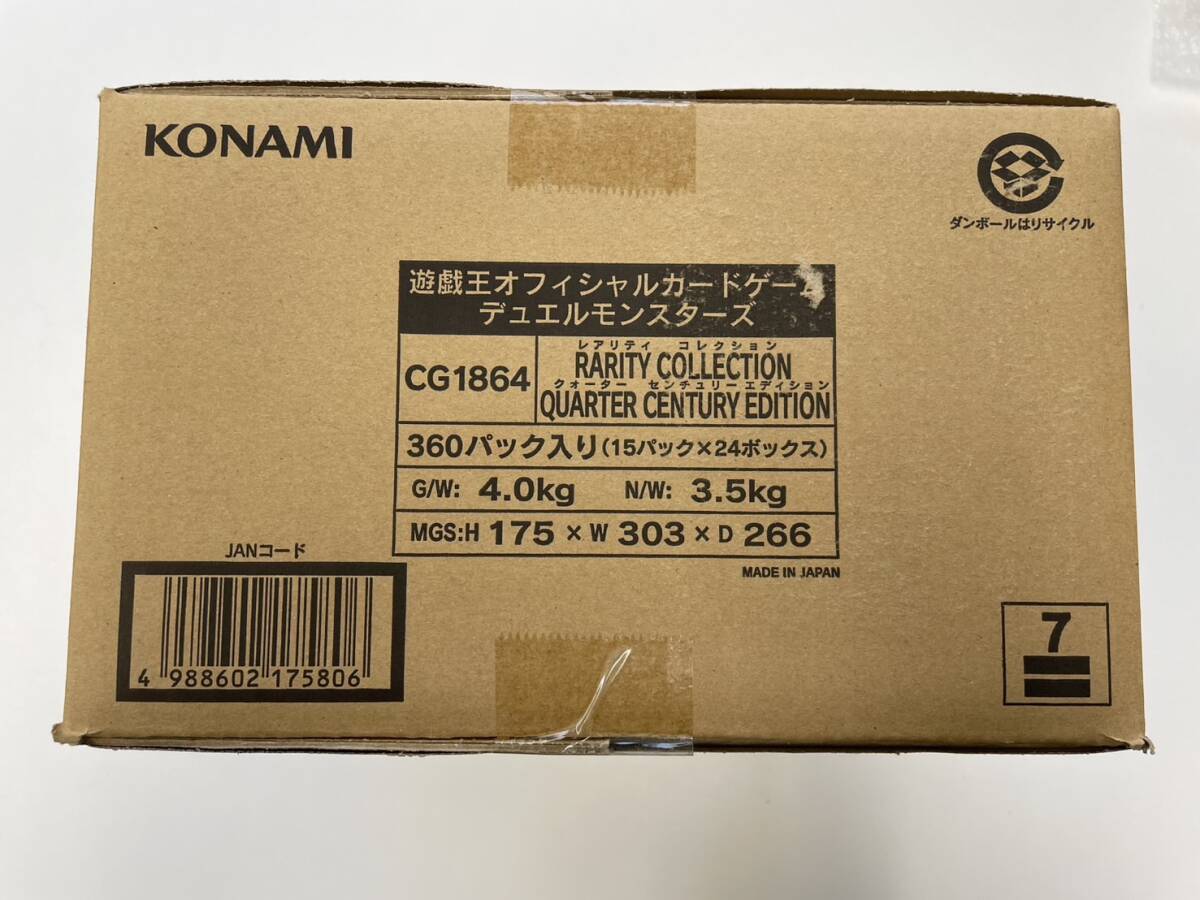 KONAMI
ダンボールはリサイクル
遊戯王オフィシャルカードゲーム
デュエルモンスターズ
CG1864
レアリティ コレクション
RARITY COLLECTION
クォーター センチュリー エディション
QUARTER CENTURY EDITION
360パック入り(15パック×24ボックス)
G/W: 4.0kg N/W: 3.5kg
MGS:H 175 × W 303 × D 266
MADE IN JAPAN
JANコード
4 988602 175806
7